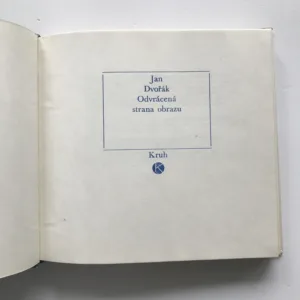 Jan
Dvořák
Odvrácená
strana obrazu
Kruh
K